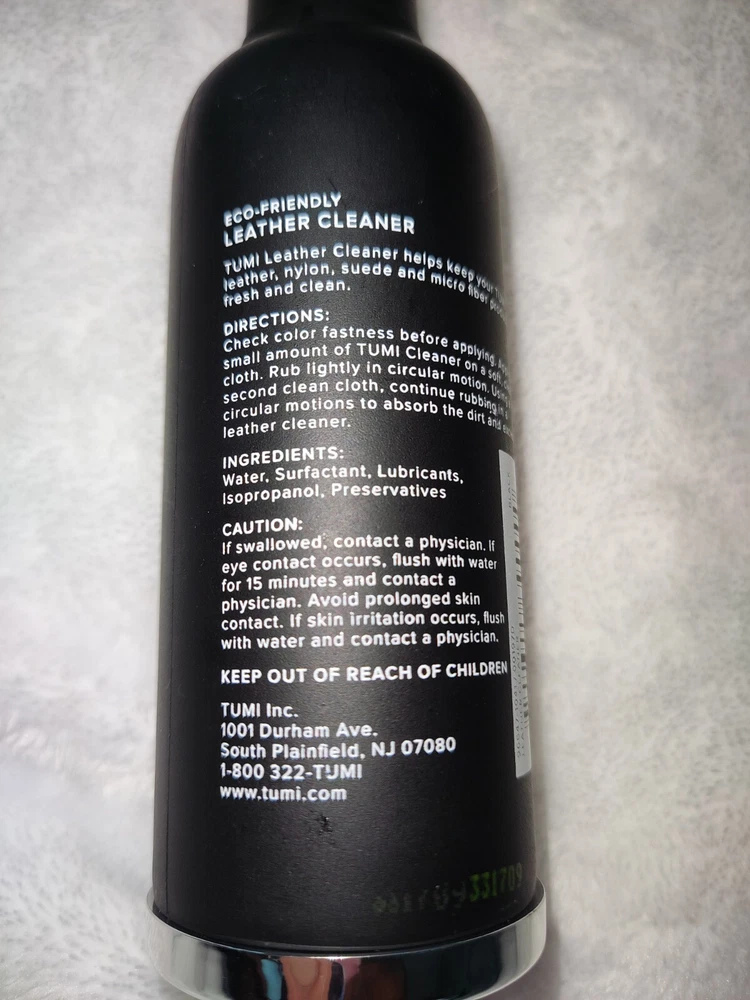 ECO-FRIENDLY
LEATHER CLEANER
TUMI Leather Cleaner helps keep your
leather, nylon, suede and micro fiber
fresh and clean.
DIRECTIONS:
Check color fastness before applying.
small amount of TUMI Cleaner on a soft,
cloth. Rub lightly in circular motion. Using
second clean cloth, continue rubbing in
circular motions to absorb the dirt and
leather cleaner.
INGREDIENTS:
Water, Surfactant, Lubricants,
Isopropanol, Preservatives
CAUTION:
If swallowed, contact a physician. If
eye contact occurs, flush with water
for 15 minutes and contact a
physician. Avoid prolonged skin
contact. If skin irritation occurs, flush
with water and contact a physician.
KEEP OUT OF REACH OF CHILDREN
TUMI Inc.
1001 Durham Ave.
South Plainfield, NJ 07080
1-800 322-TUMI
www.tumi.com